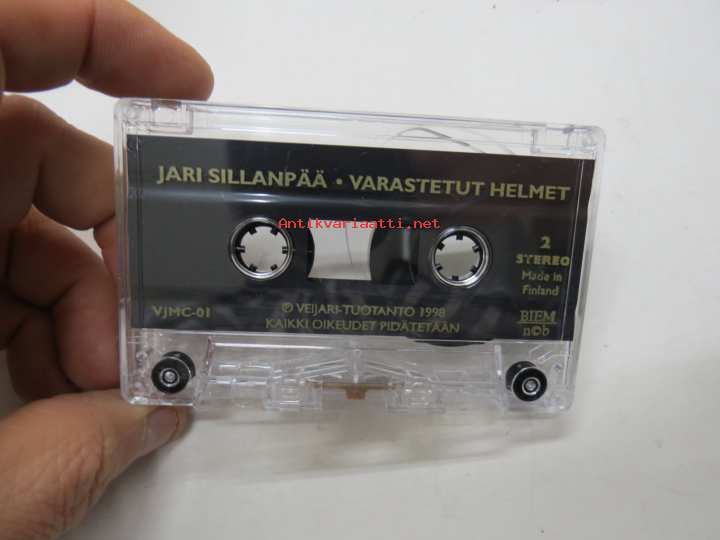 JARI SILLANPÄÄ • VARASTETUT HELMET
Antikvariaatti.net
2
STEREO
Made in
Finland
VJMC-01
℗ VEIJARI-TUOTANTO 1998
KAIKKI OIKEUDET PIDÄTETÄÄN
BIEM
n©b